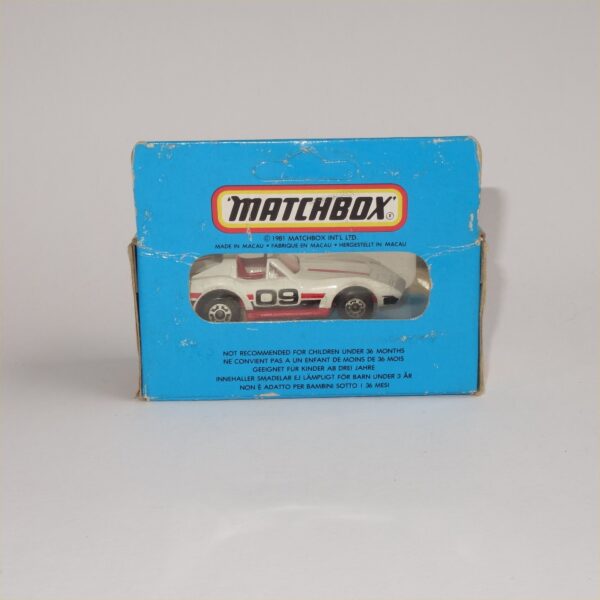 "MATCHBOX"®
© 1981 MATCHBOX INT'L LTD.
MADE IN MACAU • FABRIQUE EN MACAU • HERGESTELLT IN MACAU
09
NOT RECOMMENDED FOR CHILDREN UNDER 36 MONTHS
NE CONVIENT PAS A UN ENFANT DE MOINS DE 36 MOIS
GEEIGNET FUR KINDER AB DREI JAHRE
INNEHALLER SMADELAR EJ LÄMPLIGT FÖR BARN UNDER 3 ÅR
NON È ADATTO PER BAMBINI SOTTO I 36 MESI